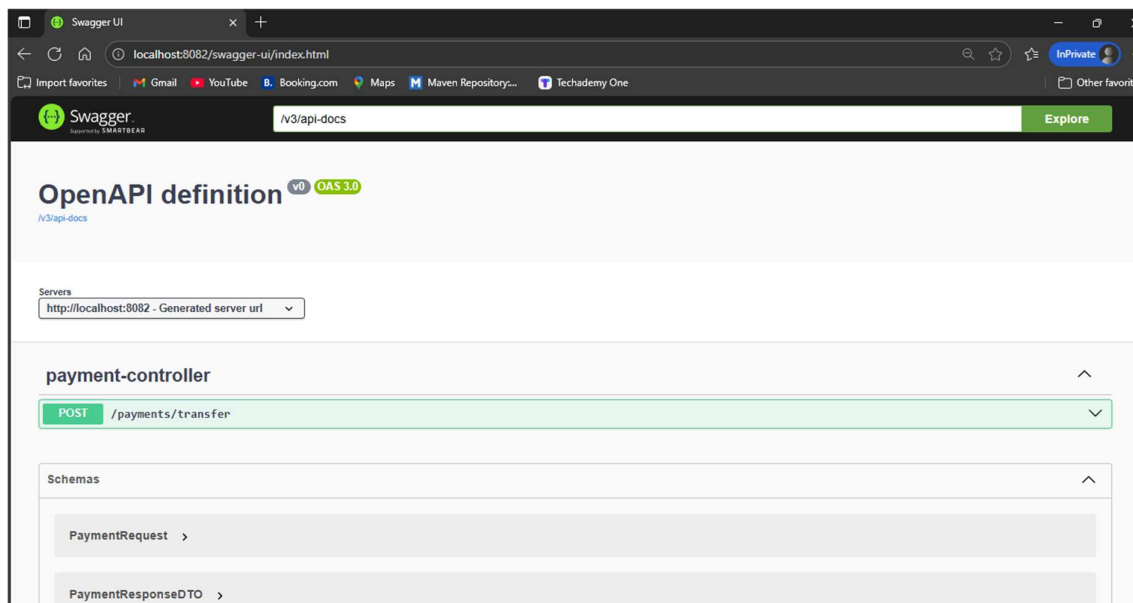 Swagger UI
localhost:8082/swagger-ui/index.html
InPrivate
Import favorites
Gmail
YouTube
B. Booking.com
Maps
M Maven Repository:...
T Techademy One
Other favorit
Swagger.
Supported by SMARTBEAR
/v3/api-docs
Explore
OpenAPI definition v0 OAS 3.0
/v3/api-docs
Servers
http://localhost:8082 - Generated server url
payment-controller
POST /payments/transfer
Schemas
PaymentRequest
PaymentResponseDTO